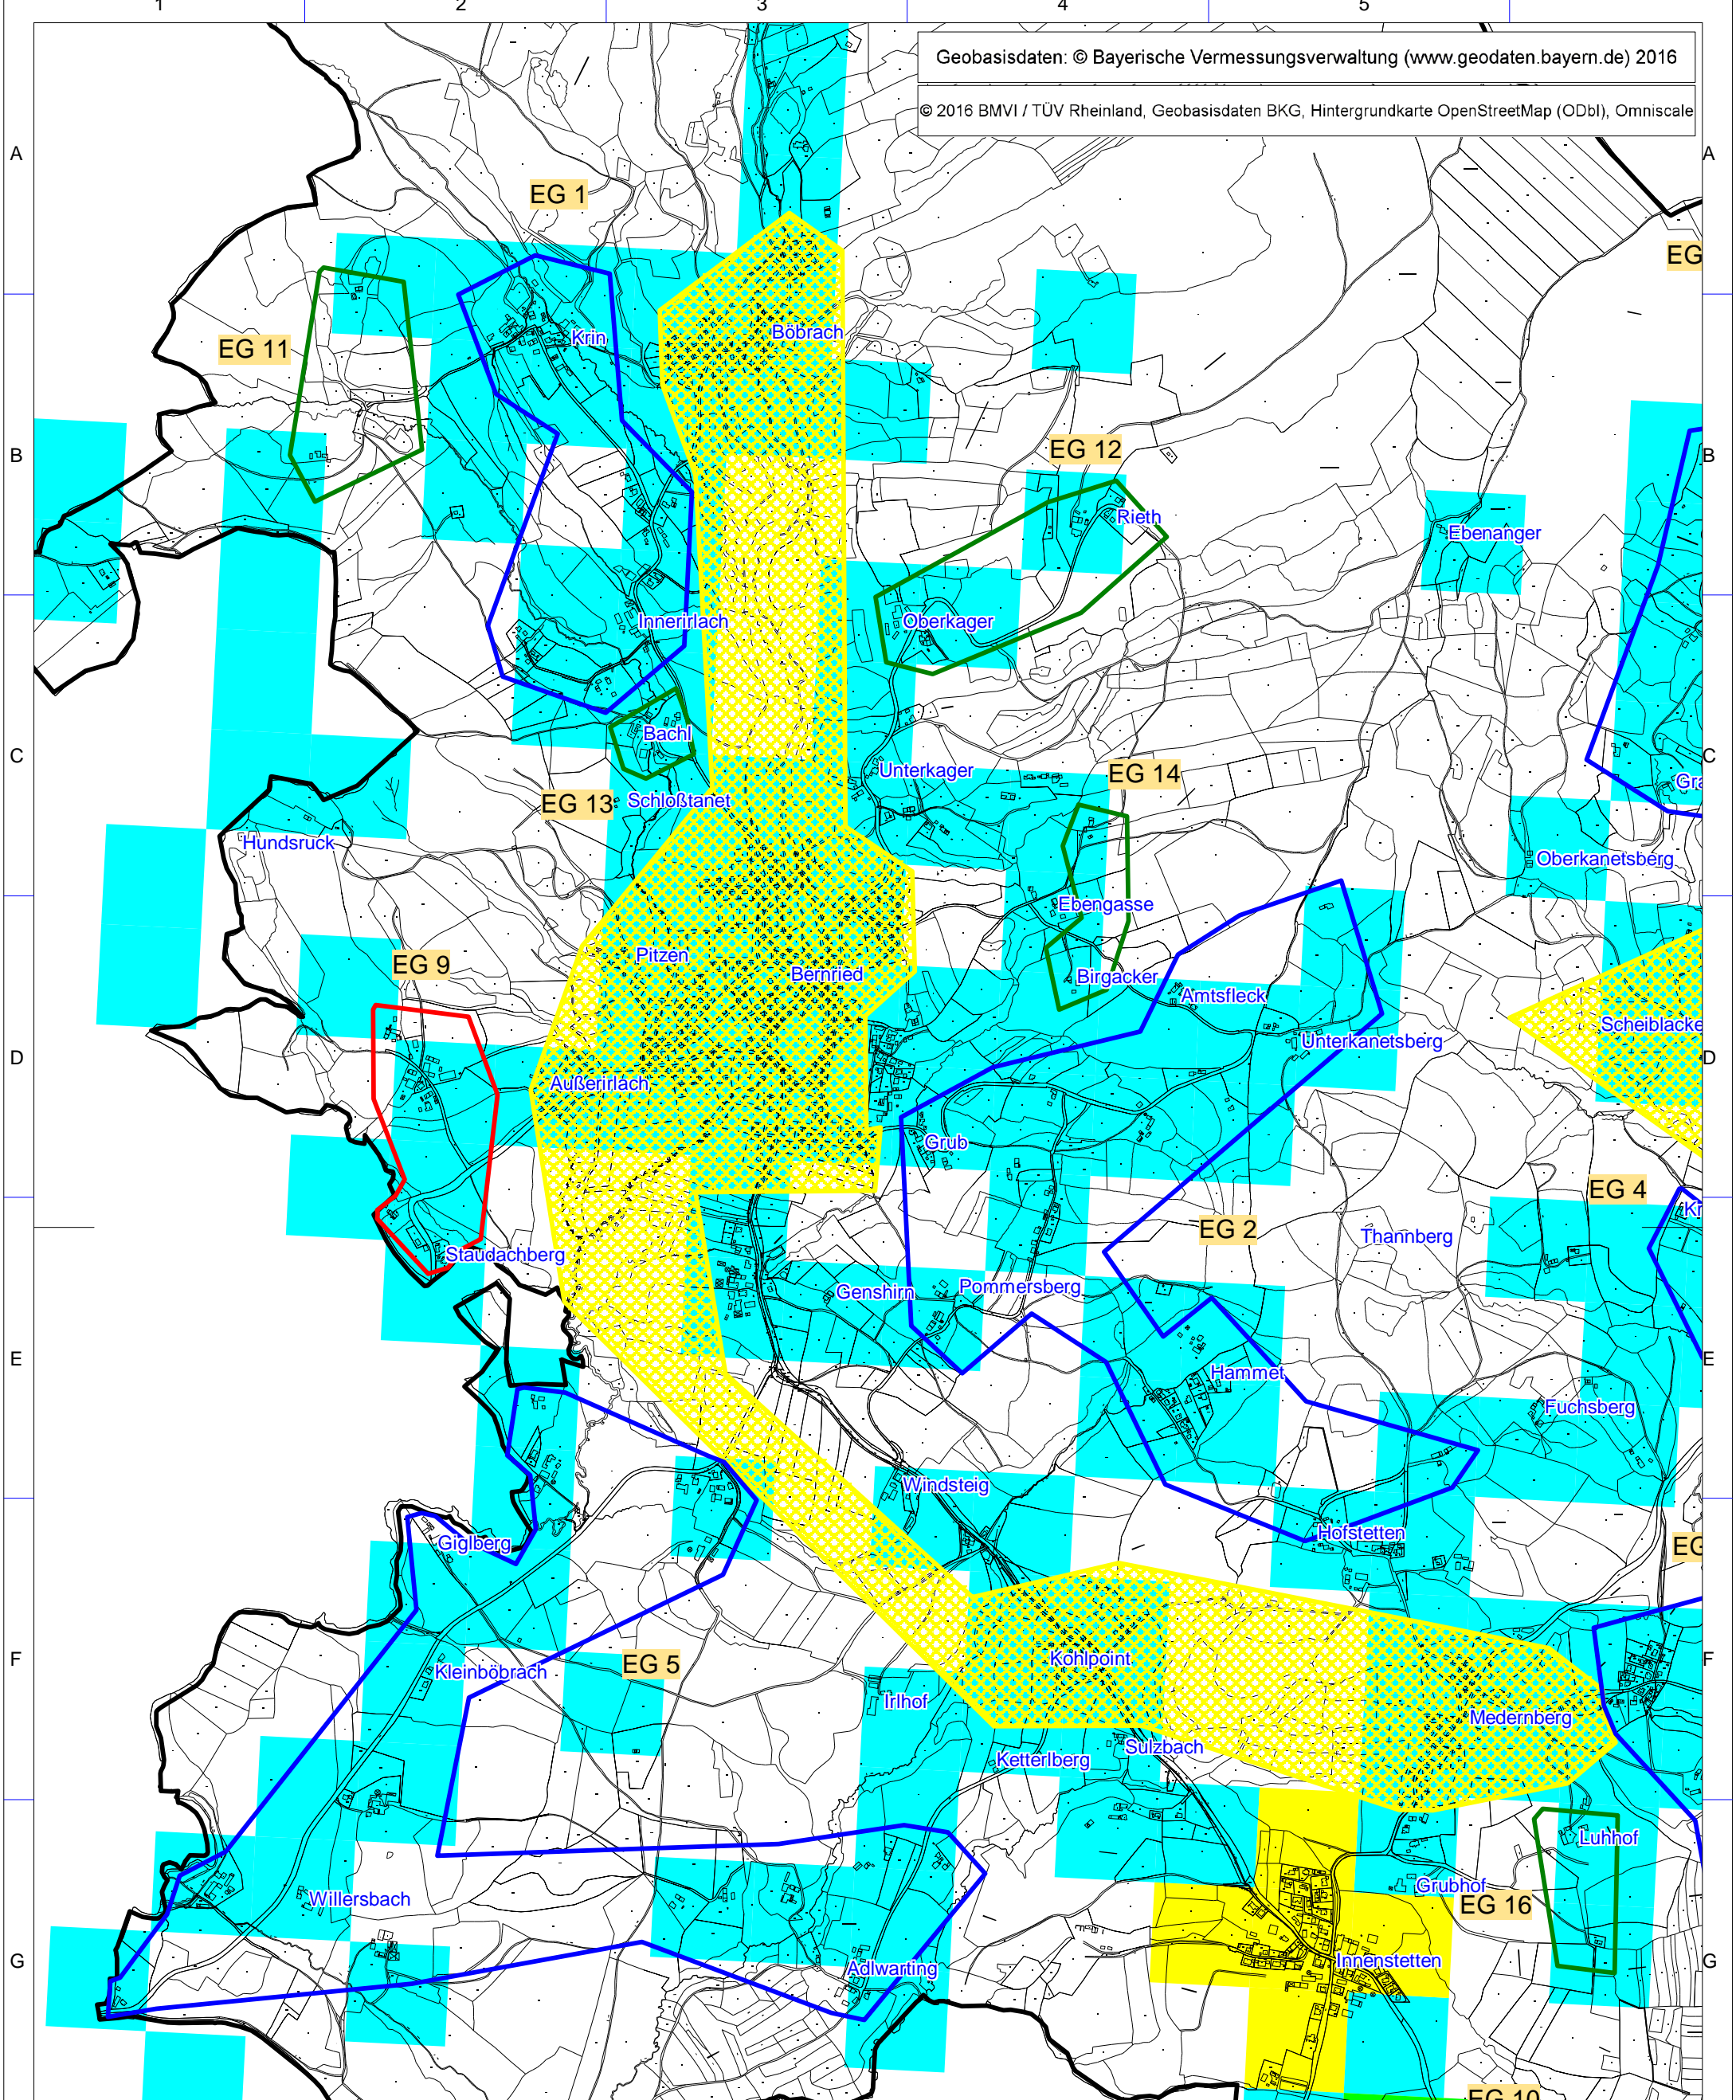 1 2 3 4 5
Geobasisdaten: © Bayerische Vermessungsverwaltung (www.geodaten.bayern.de) 2016
© 2016 BMVI / TÜV Rheinland, Geobasisdaten BKG, Hintergrundkarte OpenStreetMap (ODbl), Omniscale
A A
EG 1
EG
Böbrach
Krin
EG 11
EG 12
B B
Rieth
Ebenanger
Innerirlach
Oberkager
Bachl
C C
Unterkager
EG 14
Gra
EG 13
Schloßtanet
Hundsruck
Oberkanetsberg
Ebengasse
Pitzen
EG 9
Bernried
Birgacker
Amtsfleck
Scheiblacke
Unterkanetsberg
D D
Außerirlach
Grub
EG 4
Kr
EG 2
Thannberg
Staudachberg
Genshirn
Pommersberg
E E
Hammet
Fuchsberg
Windsteig
Hofstetten
Giglberg
EG
F F
Kohlpoint
EG 5
Kleinböbrach
Irlhof
Medernberg
Sulzbach
Ketterlberg
Luhhof
Grubhof
Willersbach
EG 16
G G
Innenstetten
Adlwarting
EG 10